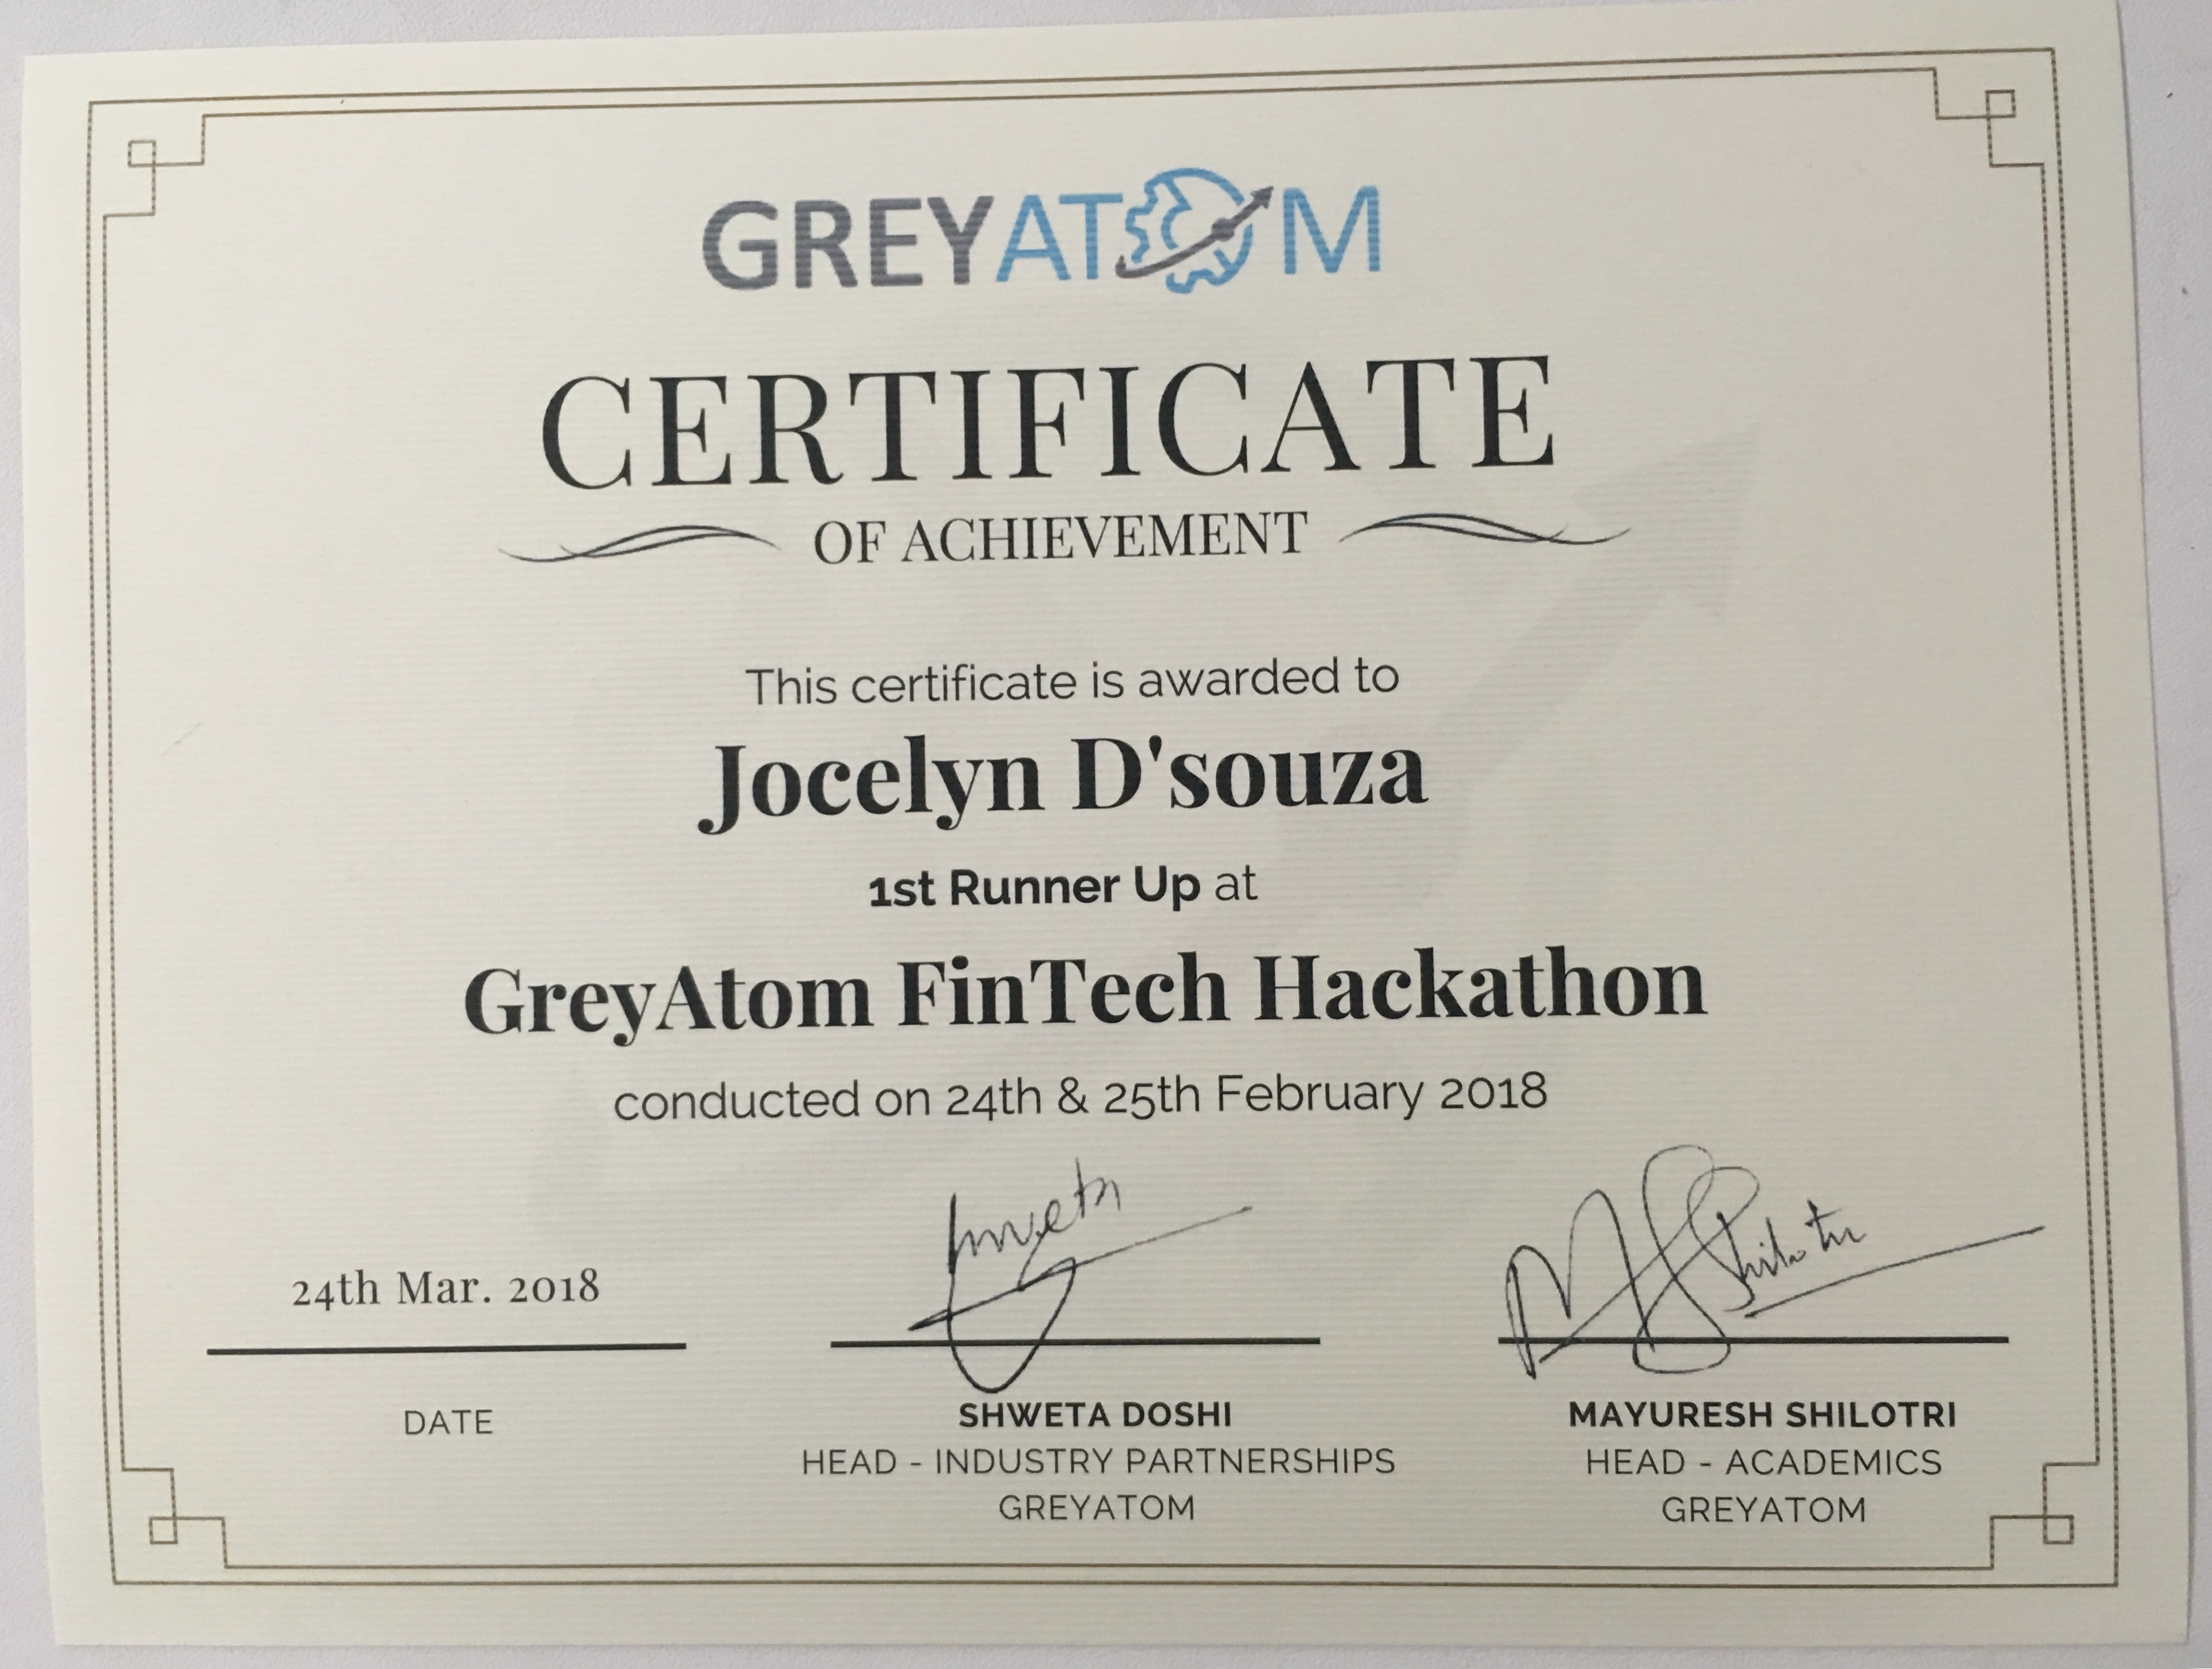 GREYATOM
CERTIFICATE
OF ACHIEVEMENT
This certificate is awarded to
Jocelyn D'souza
1st Runner Up at
GreyAtom FinTech Hackathon
conducted on 24th & 25th February 2018
24th Mar. 2018
DATE
Shweta
SHWETA DOSHI
HEAD - INDUSTRY PARTNERSHIPS
GREYATOM
MShilotri
MAYURESH SHILOTRI
HEAD - ACADEMICS
GREYATOM